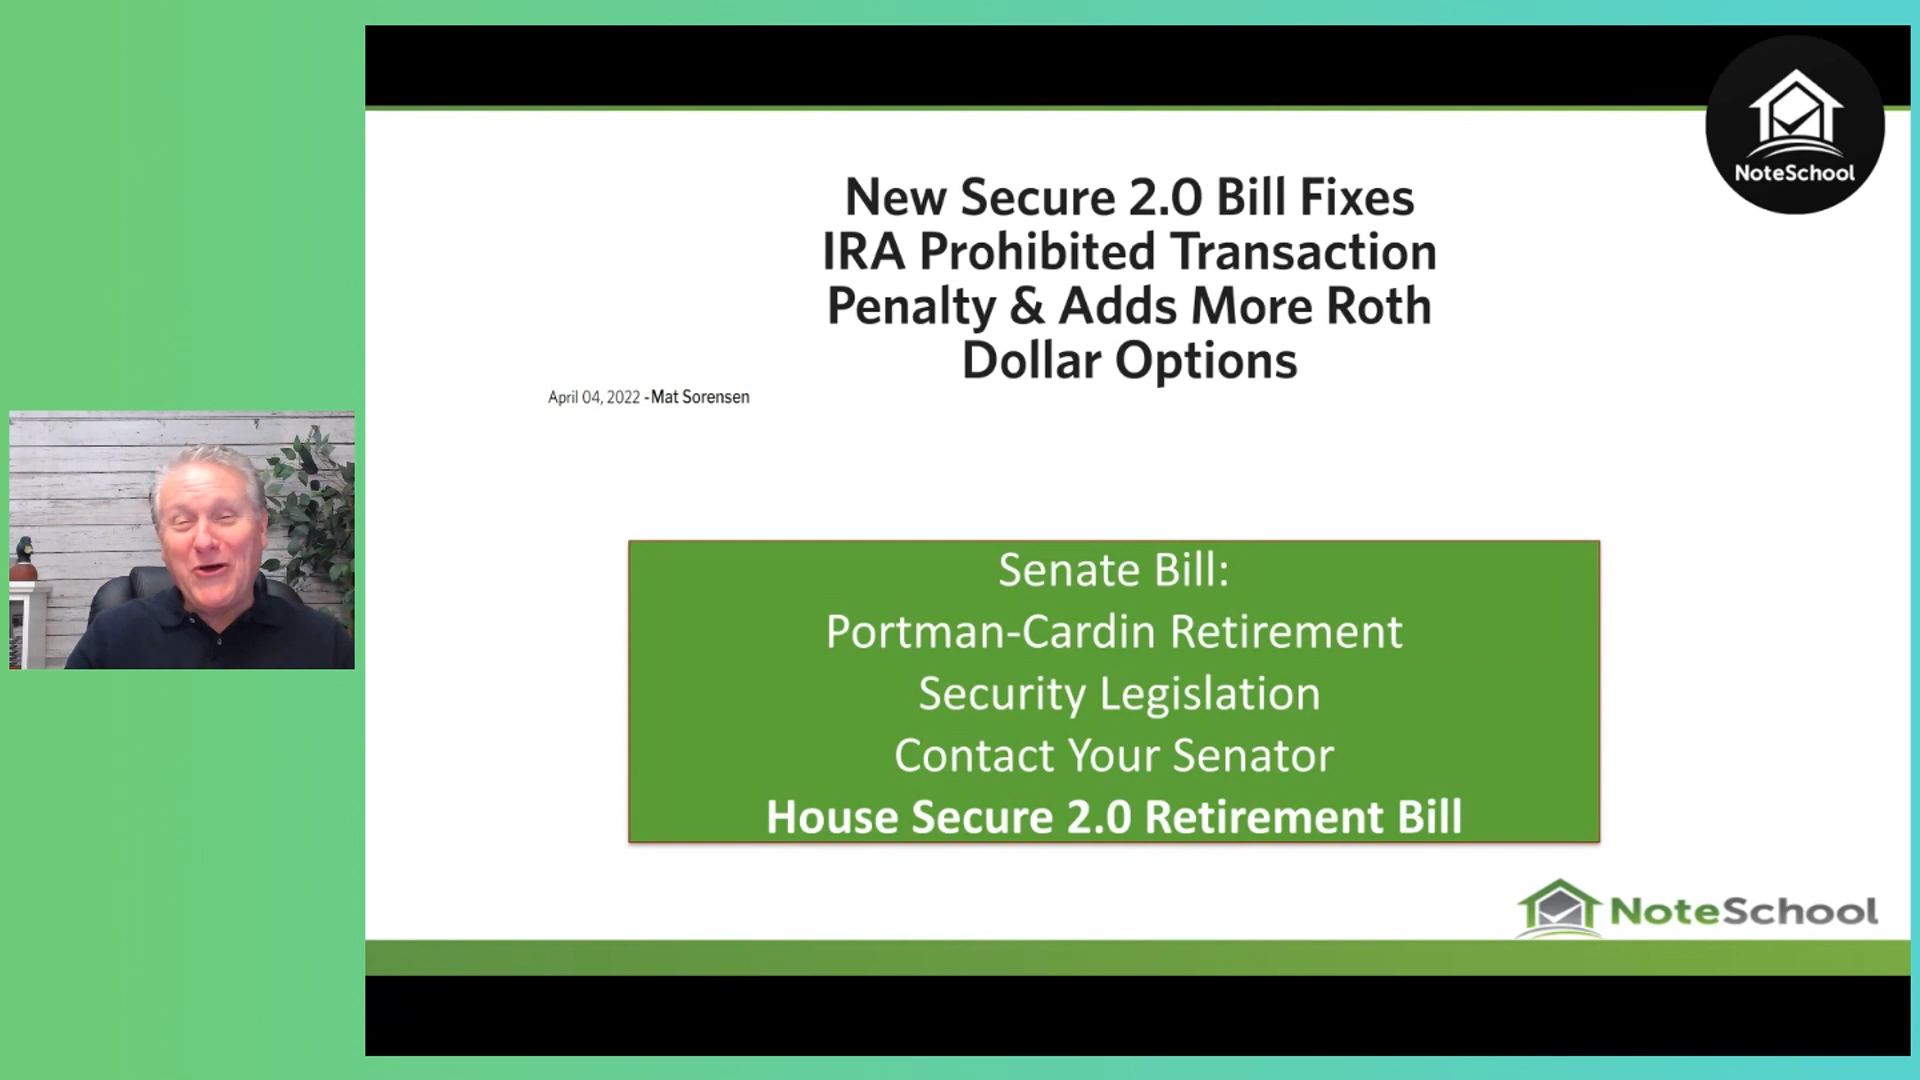 NoteSchool
New Secure 2.0 Bill Fixes
IRA Prohibited Transaction
Penalty & Adds More Roth
Dollar Options
April 04, 2022 - Mat Sorensen
Senate Bill:
Portman-Cardin Retirement
Security Legislation
Contact Your Senator
House Secure 2.0 Retirement Bill
NoteSchool